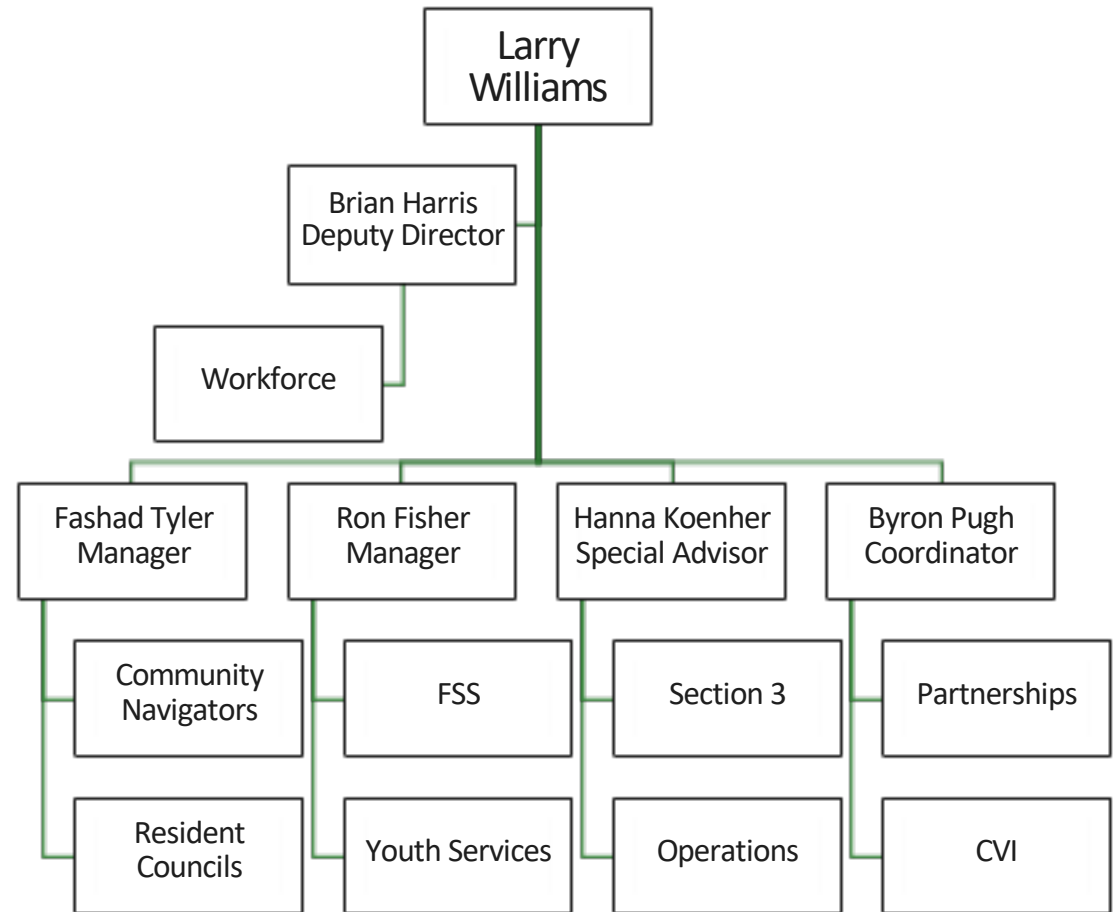 Larry
Williams
Brian Harris
Deputy Director
Workforce
Fashad Tyler
Manager
Ron Fisher
Manager
Hanna Koenher
Special Advisor
Byron Pugh
Coordinator
Community
Navigators
FSS
Section 3
Partnerships
Resident
Councils
Youth Services
Operations
CVI